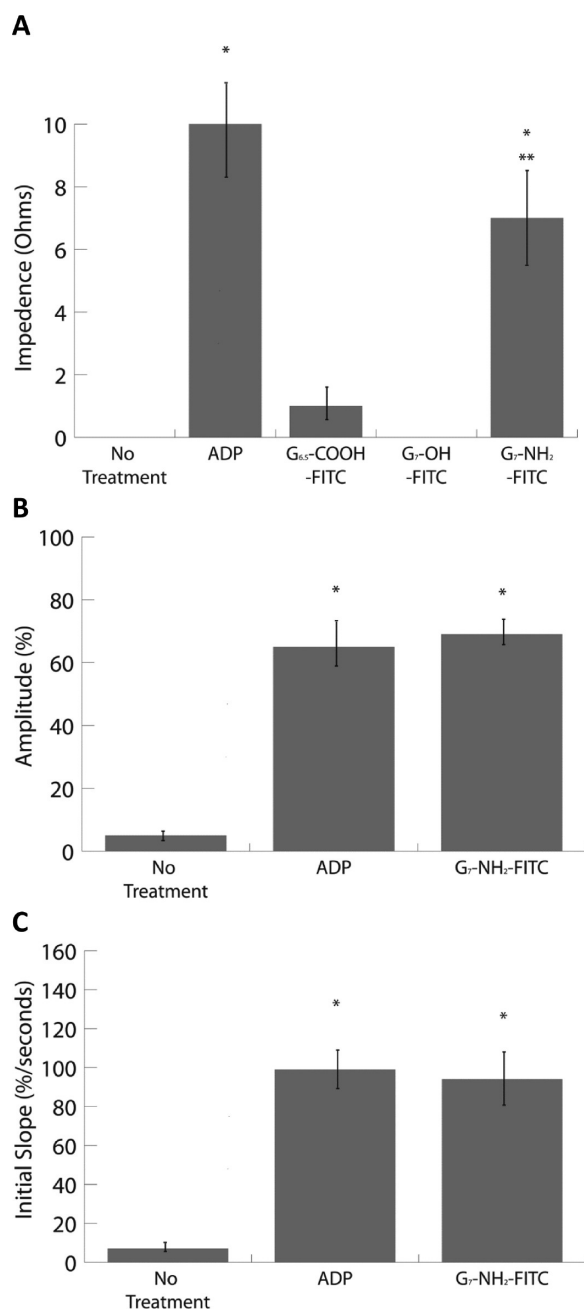 A
*
*
**
Impedence (Ohms)
10
8
6
4
2
0
No
Treatment
ADP
G₆.₅-COOH
-FITC
G₇-OH
-FITC
G₇-NH₂
-FITC
B
*
*
Amplitude (%)
100
80
60
40
20
0
No
Treatment
ADP
G₇-NH₂-FITC
C
*
*
Initial Slope (%/seconds)
160
140
120
100
80
60
40
20
0
No
Treatment
ADP
G₇-NH₂-FITC